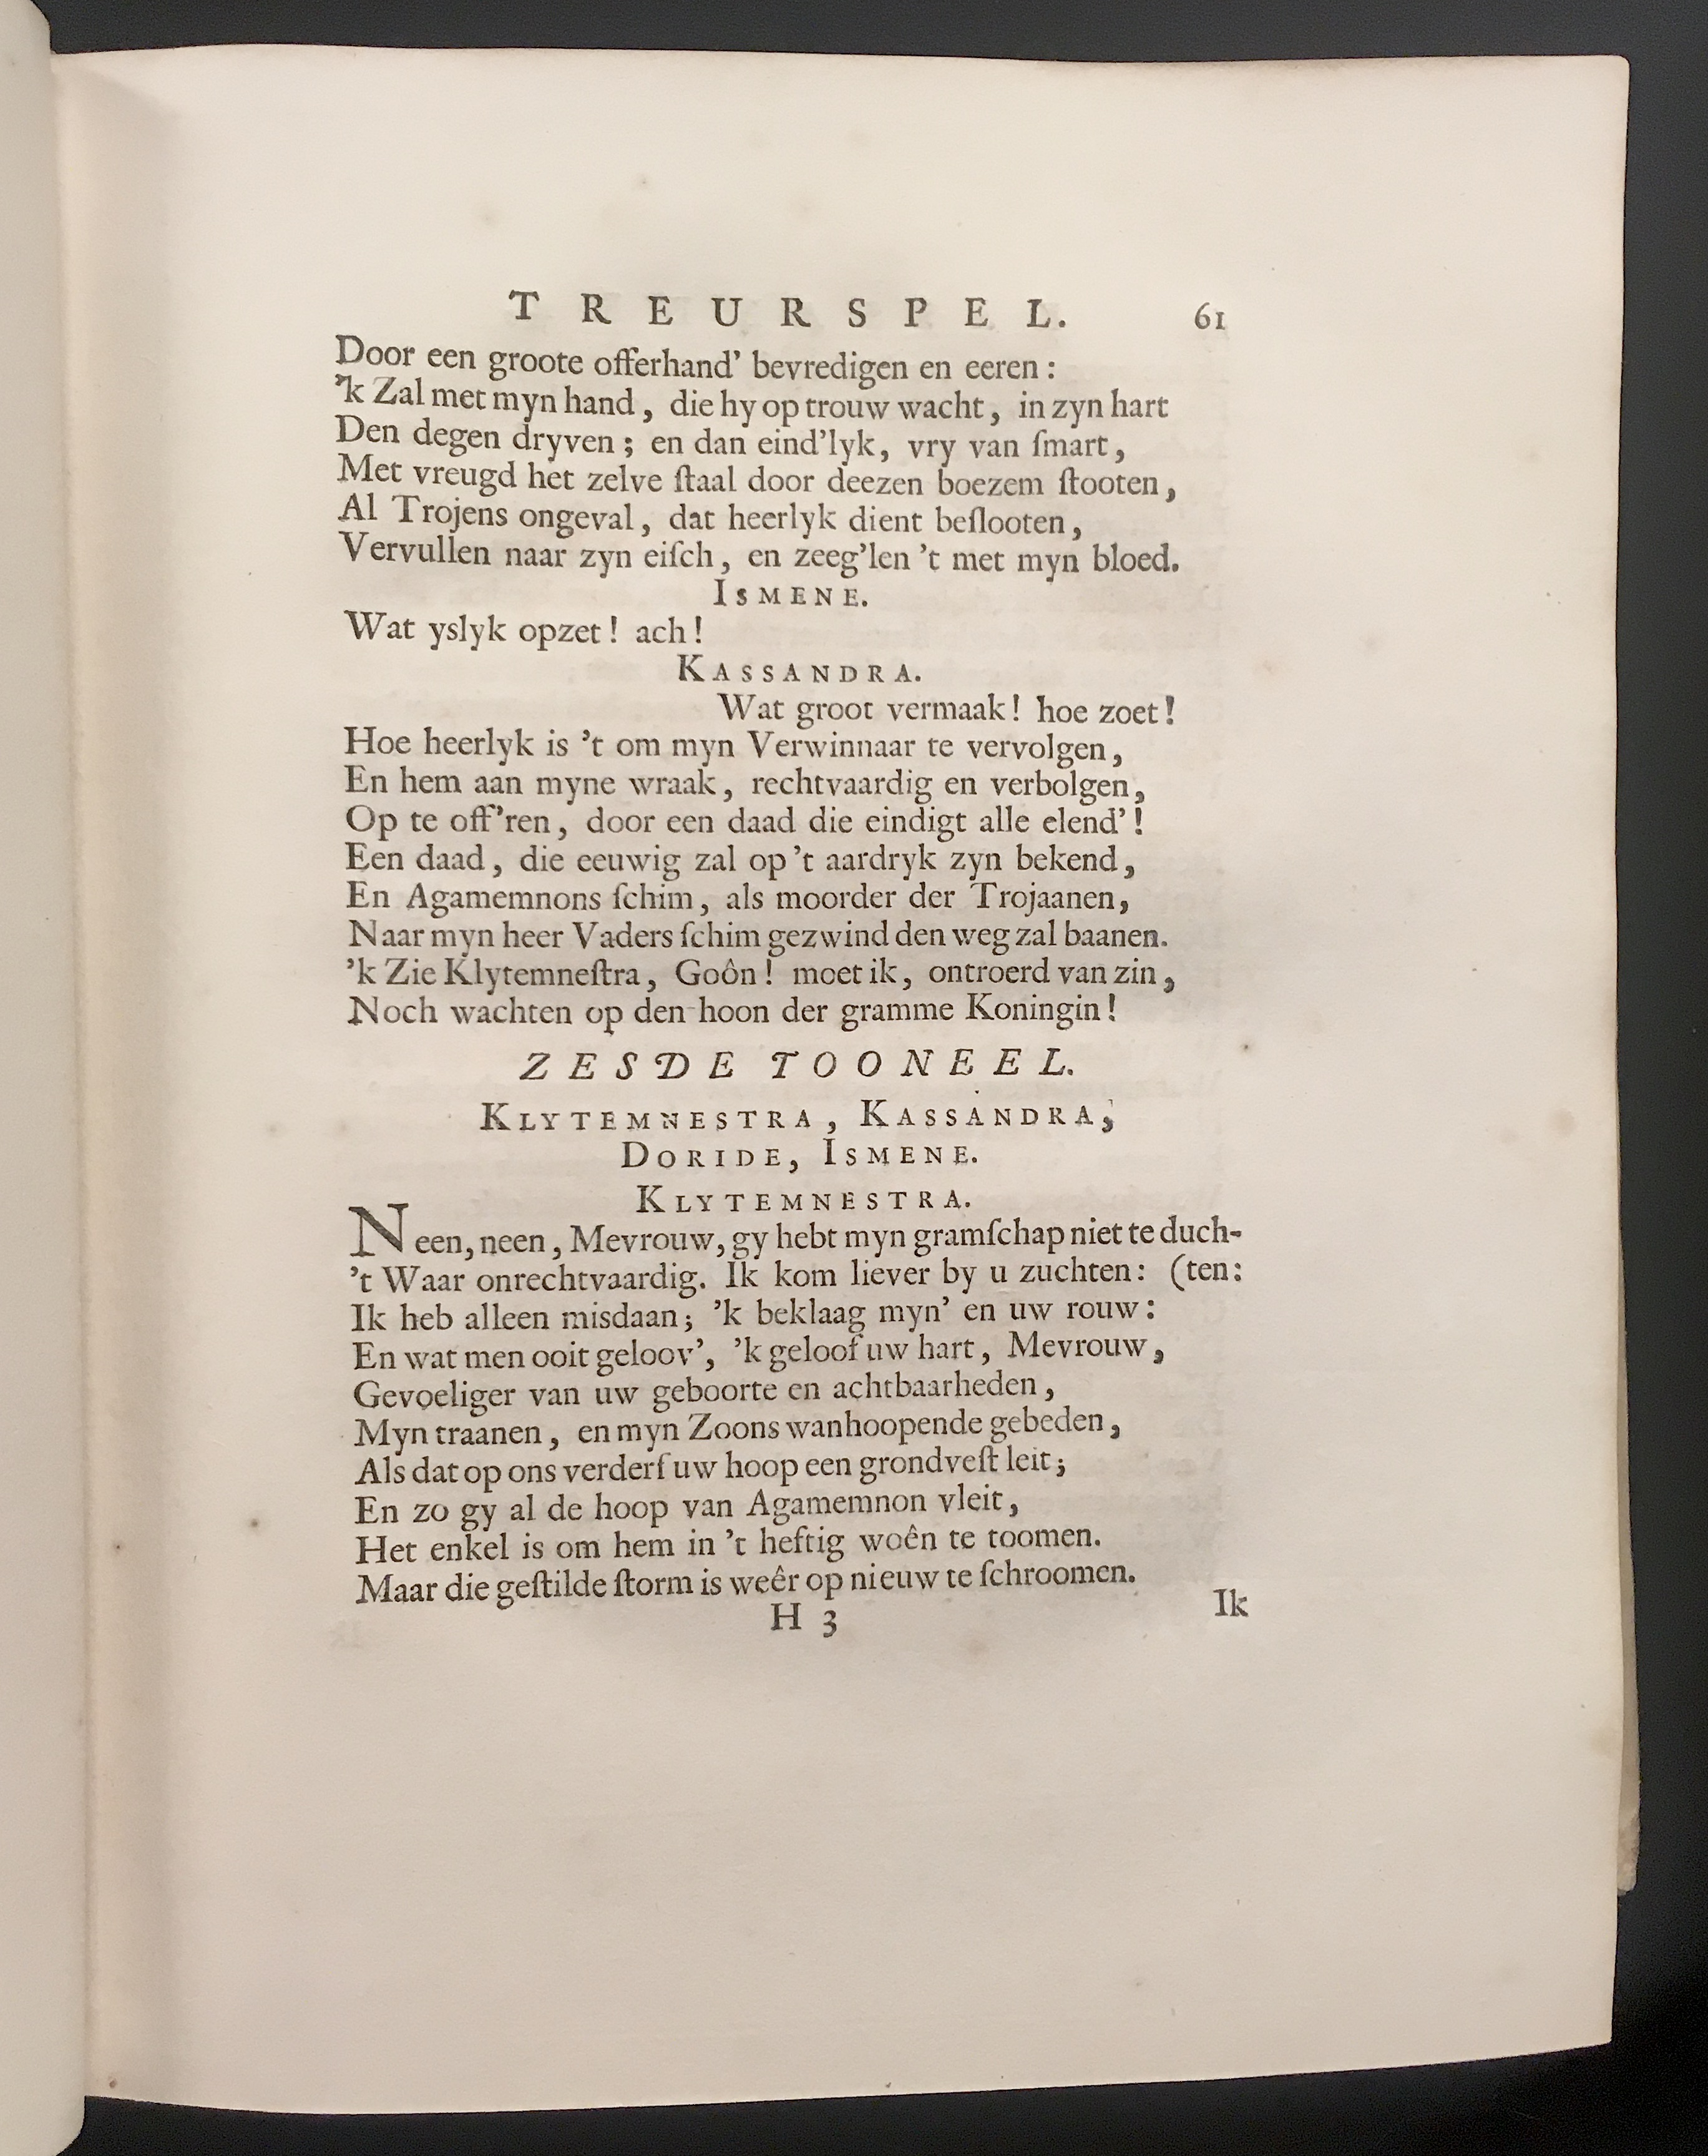 TREURSPEL. 61
Door een groote offerhand' bevredigen en eeren:
'k Zal met myn hand, die hy op trouw wacht, in zyn hart
Den degen dryven; en dan eind'lyk, vry van ſmart,
Met vreugd het zelve ſtaal door deezen boezem ſtooten,
Al Trojens ongeval, dat heerlyk dient beſlooten,
Vervullen naar zyn eiſch, en zeeg'len 't met myn bloed.
ISMENE.
Wat yslyk opzet! ach!
KASSANDRA.
Wat groot vermaak! hoe zoet!
Hoe heerlyk is 't om myn Verwinnaar te vervolgen,
En hem aan myne wraak, rechtvaardig en verbolgen,
Op te off'ren, door een daad die eindigt alle elend'!
Een daad, die eeuwig zal op 't aardryk zyn bekend,
En Agamemnons ſchim, als moorder der Trojaanen,
Naar myn heer Vaders ſchim gezwind den weg zal baanen.
'k Zie Klytemneſtra, Goôn! moet ik, ontroerd van zin,
Noch wachten op den hoon der gramme Koningin!
ZESDE TOONEEL.
KLYTEMNESTRA, KASSANDRA,
DORIDE, ISMENE.
KLYTEMNESTRA.
Neen, neen, Mevrouw, gy hebt myn gramſchap niet te duch-
't Waar onrechtvaardig. Ik kom liever by u zuchten: (ten:
Ik heb alleen misdaan; 'k beklaag myn' en uw rouw:
En wat men ooit geloov', 'k geloof uw hart, Mevrouw,
Gevoeliger van uw geboorte en achtbaarheden,
Myn traanen, en myn Zoons wanhoopende gebeden,
Als dat op ons verderf uw hoop een grondveſt leit;
En zo gy al de hoop van Agamemnon vleit,
Het enkel is om hem in 't heftig woên te toomen.
Maar die geſtilde ſtorm is weêr op nieuw te ſchroomen.
H 3 Ik